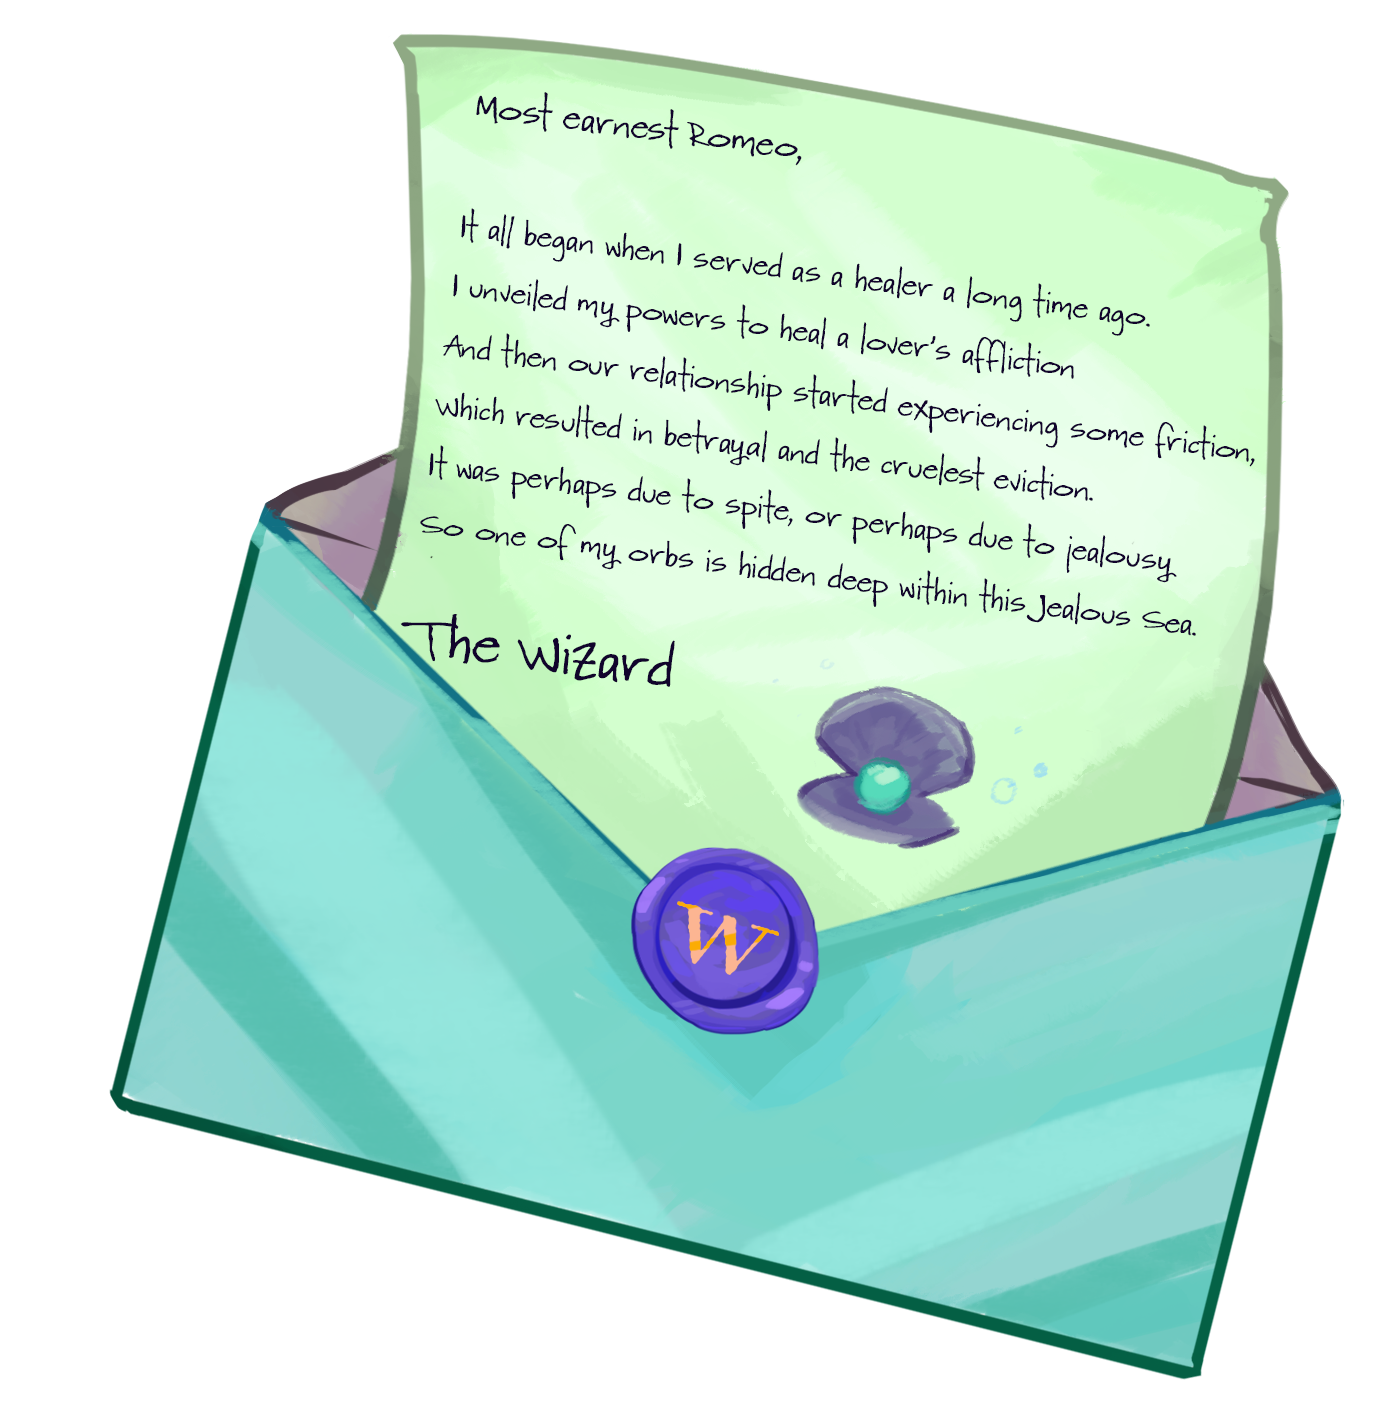 Most earnest Romeo,
It all began when I served as a healer a long time ago.
I unveiled my powers to heal a lover's affliction
And then our relationship started experiencing some friction,
Which resulted in betrayal and the cruelest eviction.
It was perhaps due to spite, or perhaps due to jealousy
So one of my orbs is hidden deep within this Jealous Sea.
The Wizard
W